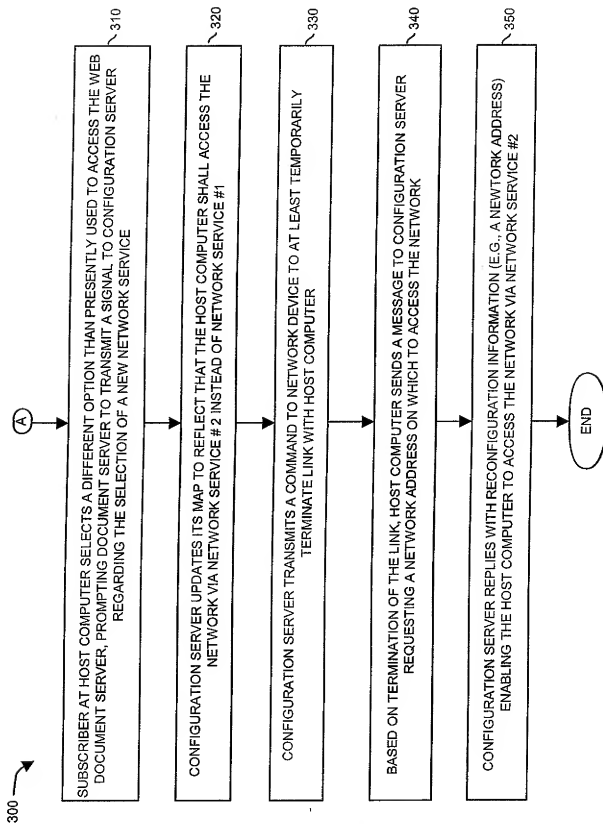 300
A
SUBSCRIBER AT HOST COMPUTER SELECTS A DIFFERENT OPTION THAN PRESENTLY USED TO ACCESS THE WEB
DOCUMENT SERVER, PROMPTING DOCUMENT SERVER TO TRANSMIT A SIGNAL TO CONFIGURATION SERVER
REGARDING THE SELECTION OF A NEW NETWORK SERVICE
310
CONFIGURATION SERVER UPDATES ITS MAP TO REFLECT THAT THE HOST COMPUTER SHALL ACCESS THE
NETWORK VIA NETWORK SERVICE # 2 INSTEAD OF NETWORK SERVICE #1
320
CONFIGURATION SERVER TRANSMITS A COMMAND TO NETWORK DEVICE TO AT LEAST TEMPORARILY
TERMINATE LINK WITH HOST COMPUTER
330
BASED ON TERMINATION OF THE LINK, HOST COMPUTER SENDS A MESSAGE TO CONFIGURATION SERVER
REQUESTING A NETWORK ADDRESS ON WHICH TO ACCESS THE NETWORK
340
CONFIGURATION SERVER REPLIES WITH RECONFIGURATION INFORMATION (E.G., A NEWTORK ADDRESS)
ENABLING THE HOST COMPUTER TO ACCESS THE NETWORK VIA NETWORK SERVICE #2
350
END